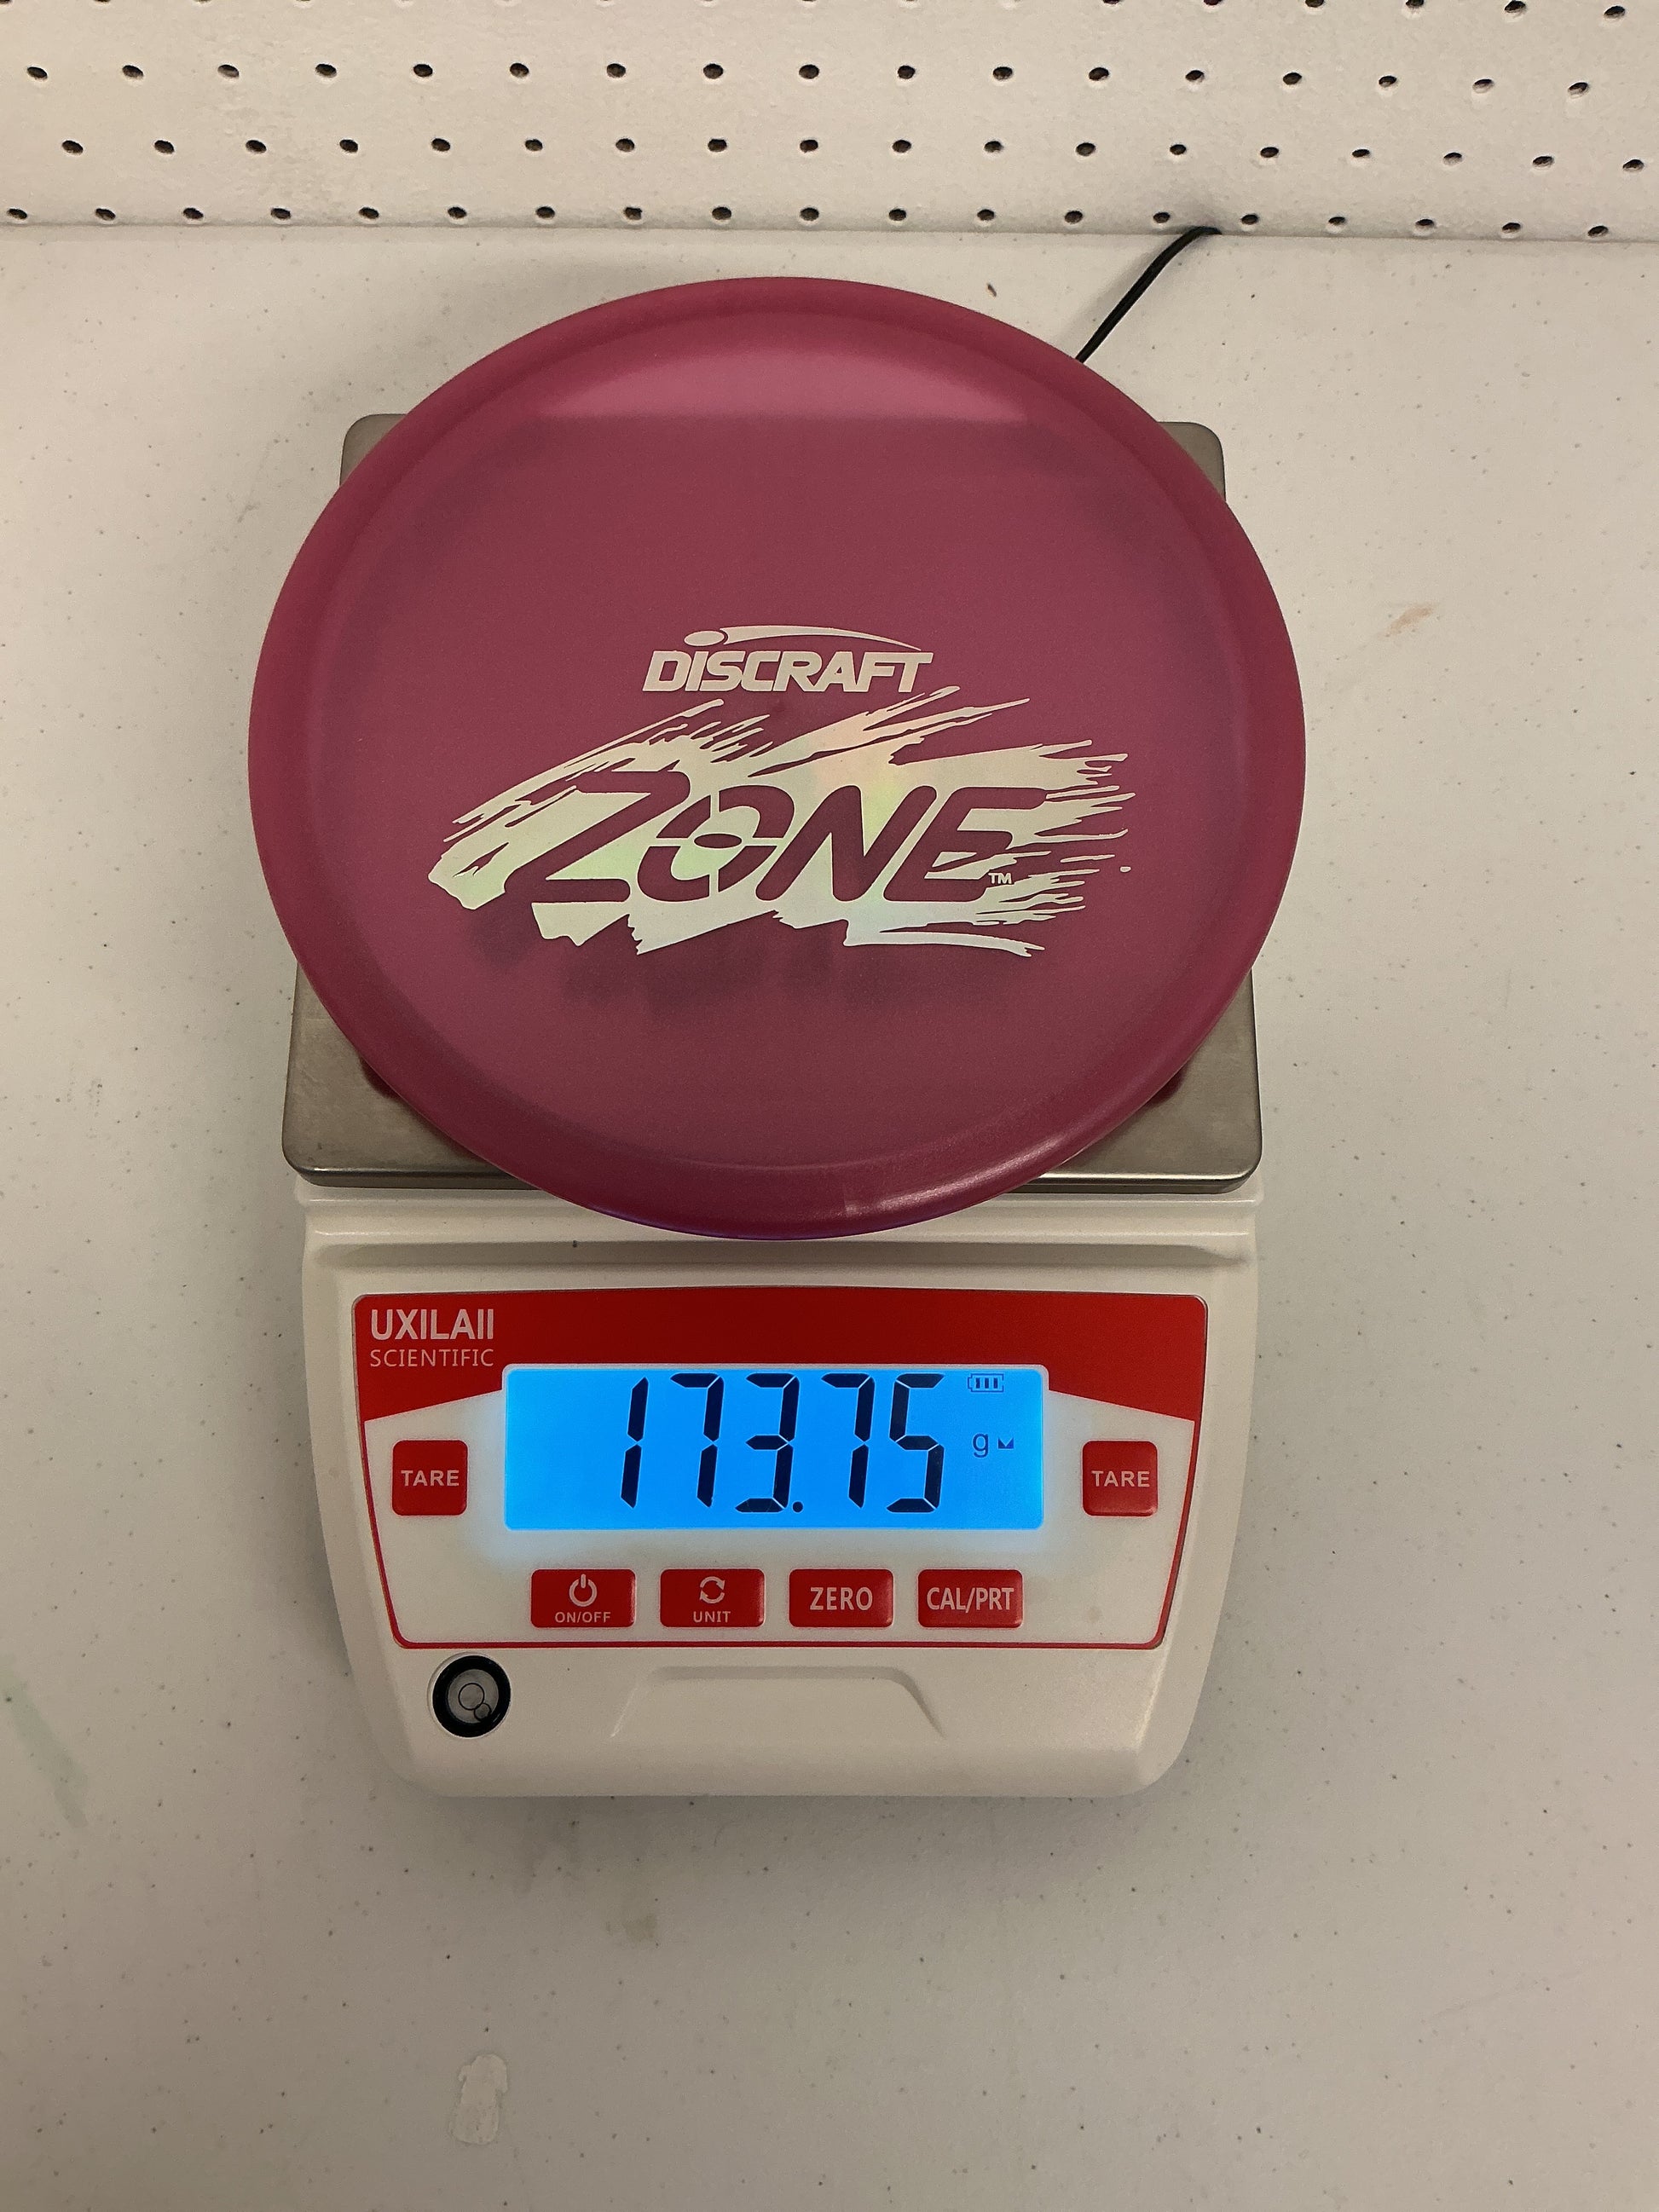 DISCRAFT
ZONE™
UXILAII
SCIENTIFIC
173.75 g
TARE
TARE
ON/OFF
UNIT
ZERO
CAL/PRT